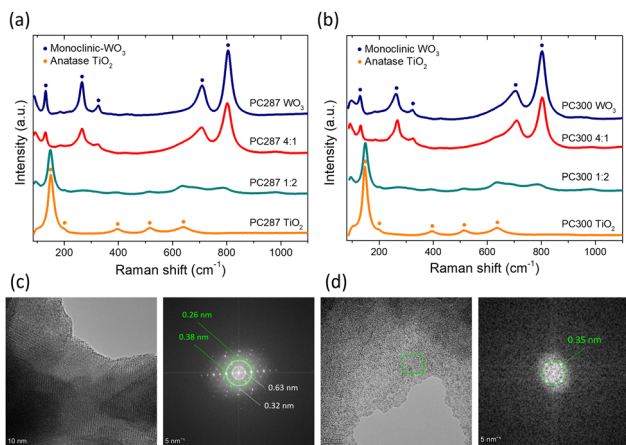 (a)
Monoclinic-WO3
Anatase TiO2
PC287 WO3
PC287 4:1
PC287 1:2
PC287 TiO2
Intensity (a.u.)
200 400 600 800 1000
Raman shift (cm⁻¹)
(b)
Monoclinic WO3
Anatase TiO2
PC300 WO3
PC300 4:1
PC300 1:2
PC300 TiO2
Intensity (a.u.)
200 400 600 800 1000
Raman shift (cm⁻¹)
(c)
10 nm
0.26 nm
0.38 nm
0.63 nm
0.32 nm
5 nm⁻¹
(d)
0.35 nm
5 nm⁻¹